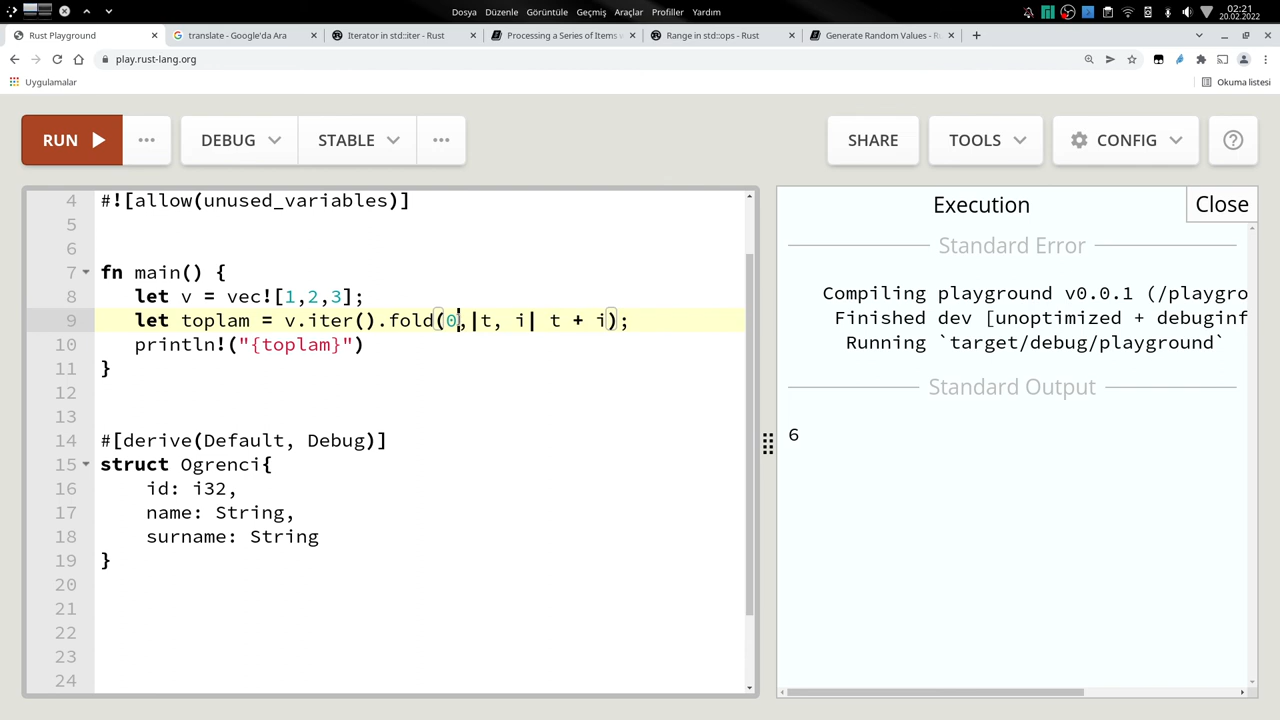 Dosya Düzenle Görüntüle Geçmiş Araçlar Profiller Yardım
02:21
20.02.2022
Rust Playground
translate - Google'da Ara
Iterator in std::iter - Rust
Processing a Series of Items w
Range in std::ops - Rust
Generate Random Values - Ru
play.rust-lang.org
Uygulamalar
Okuma listesi
RUN
DEBUG
STABLE
SHARE
TOOLS
CONFIG
4 #![allow(unused_variables)]
5
6
7 fn main() {
8 let v = vec![1,2,3];
9 let toplam = v.iter().fold(0,|t, i| t + i);
10 println!("{toplam}")
11 }
12
13
14 #[derive(Default, Debug)]
15 struct Ogrenci{
16 id: i32,
17 name: String,
18 surname: String
19 }
20
21
22
23
24
Execution
Close
Standard Error
Compiling playground v0.0.1 (/playgro
Finished dev [unoptimized + debuginf
Running `target/debug/playground`
Standard Output
6